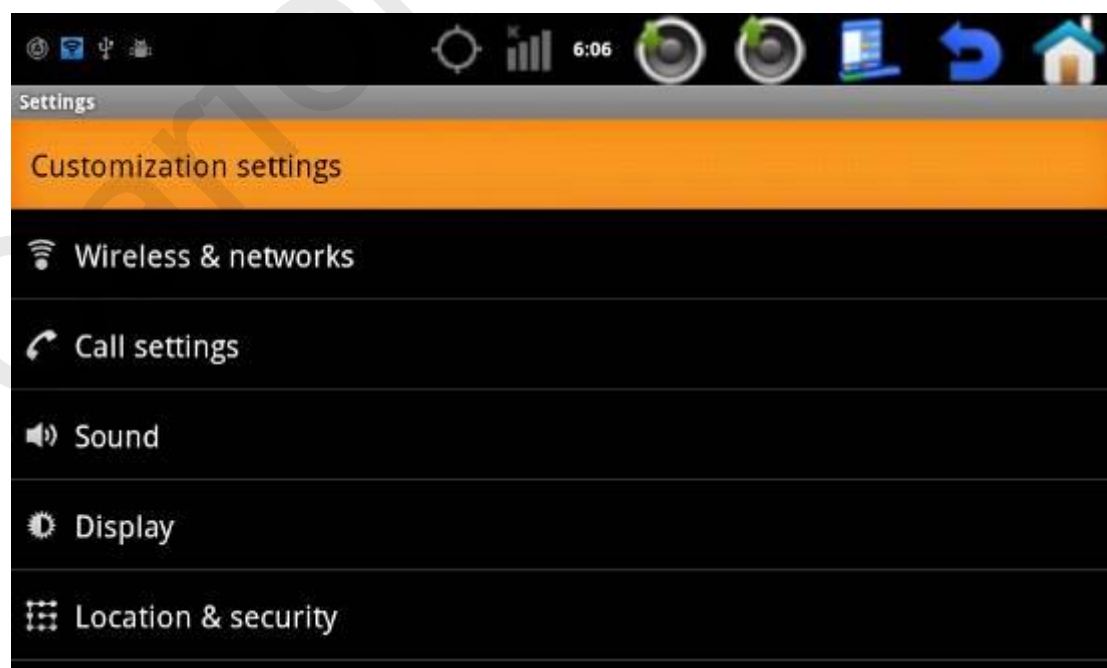 6:06
Settings
Customization settings
Wireless & networks
Call settings
Sound
Display
Location & security